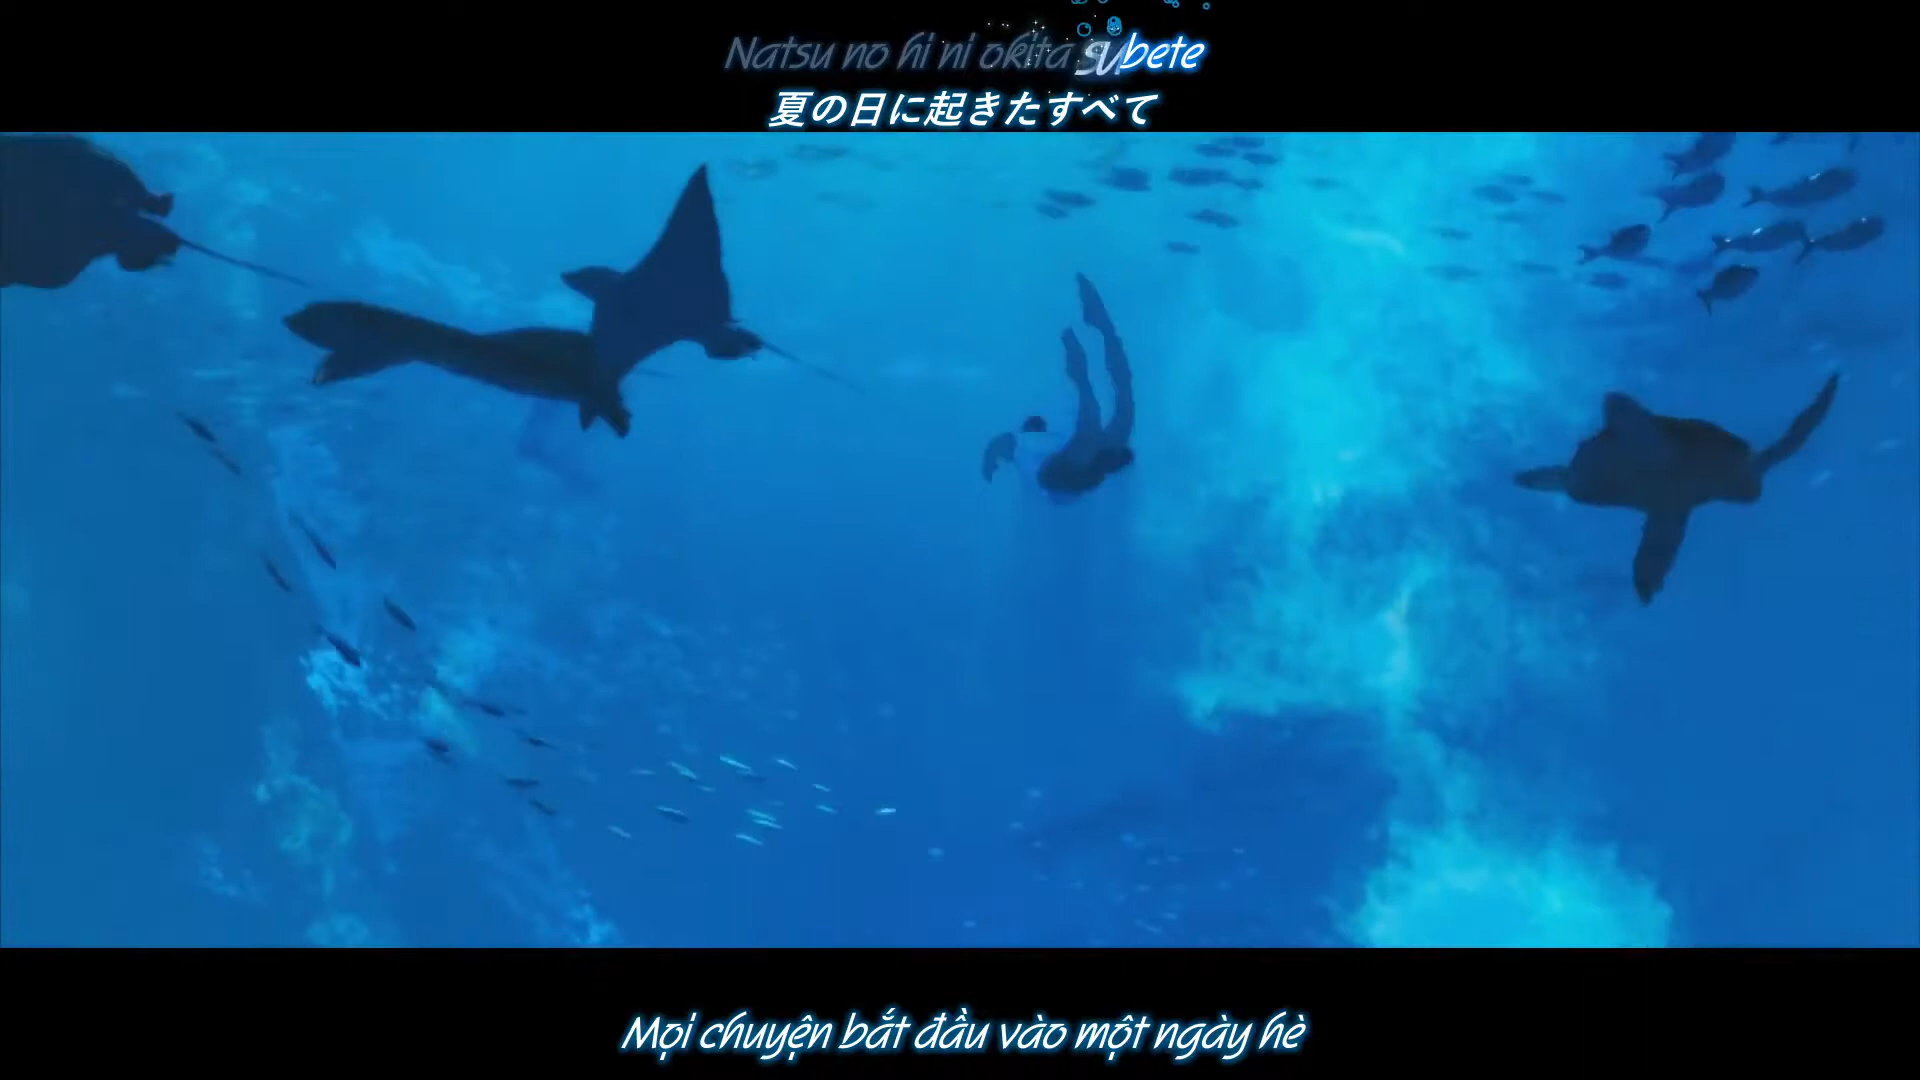 Natsu no hi ni okita subete
夏の日に起きたすべて
Mọi chuyện bắt đầu vào một ngày hè